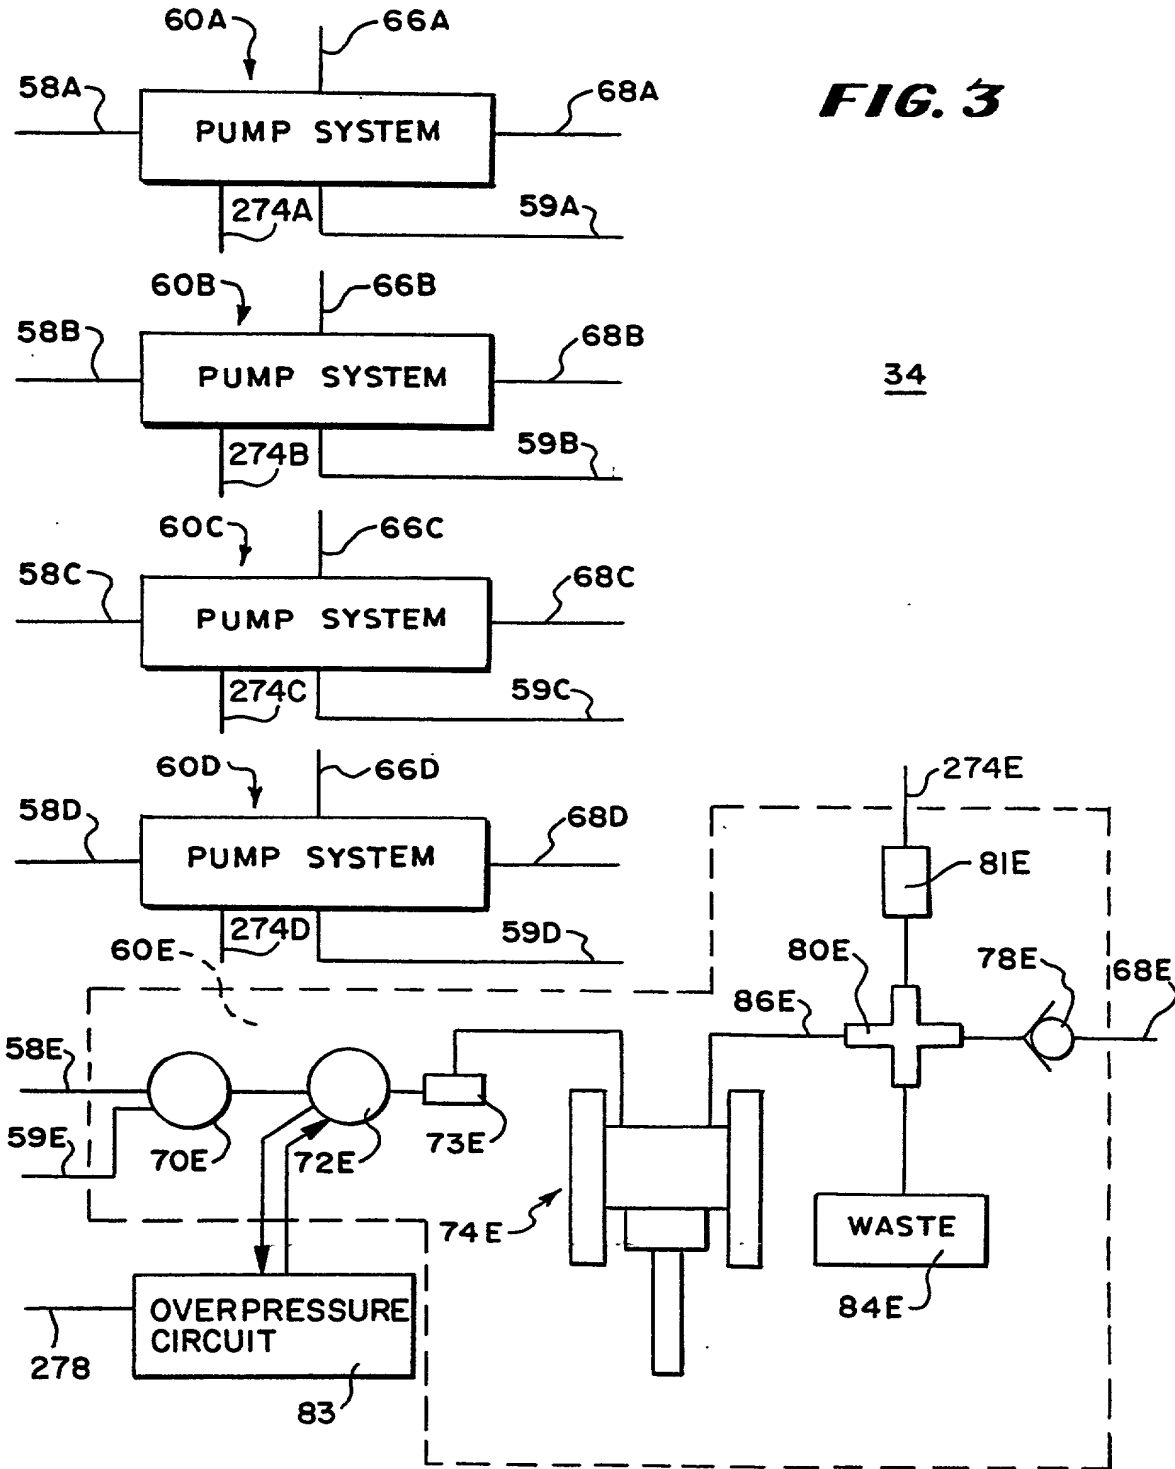 60A
66A
58A
PUMP SYSTEM
68A
FIG. 3
274A
59A
60B
66B
58B
PUMP SYSTEM
68B
34
274B
59B
60C
66C
58C
PUMP SYSTEM
68C
274C
59C
60D
66D
58D
PUMP SYSTEM
68D
274E
81E
274D
59D
60E
80E
78E
68E
86E
58E
59E
70E
72E
73E
74E
WASTE
84E
OVERPRESSURE
CIRCUIT
278
83